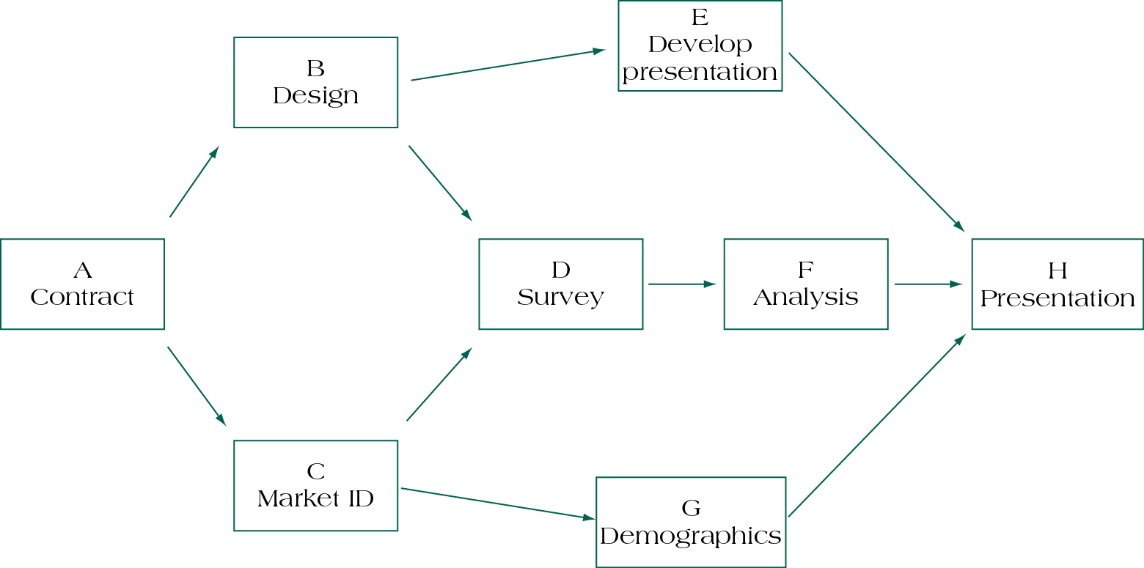 E
Develop
presentation
B
Design
A
Contract
D
Survey
F
Analysis
H
Presentation
C
Market ID
G
Demographics